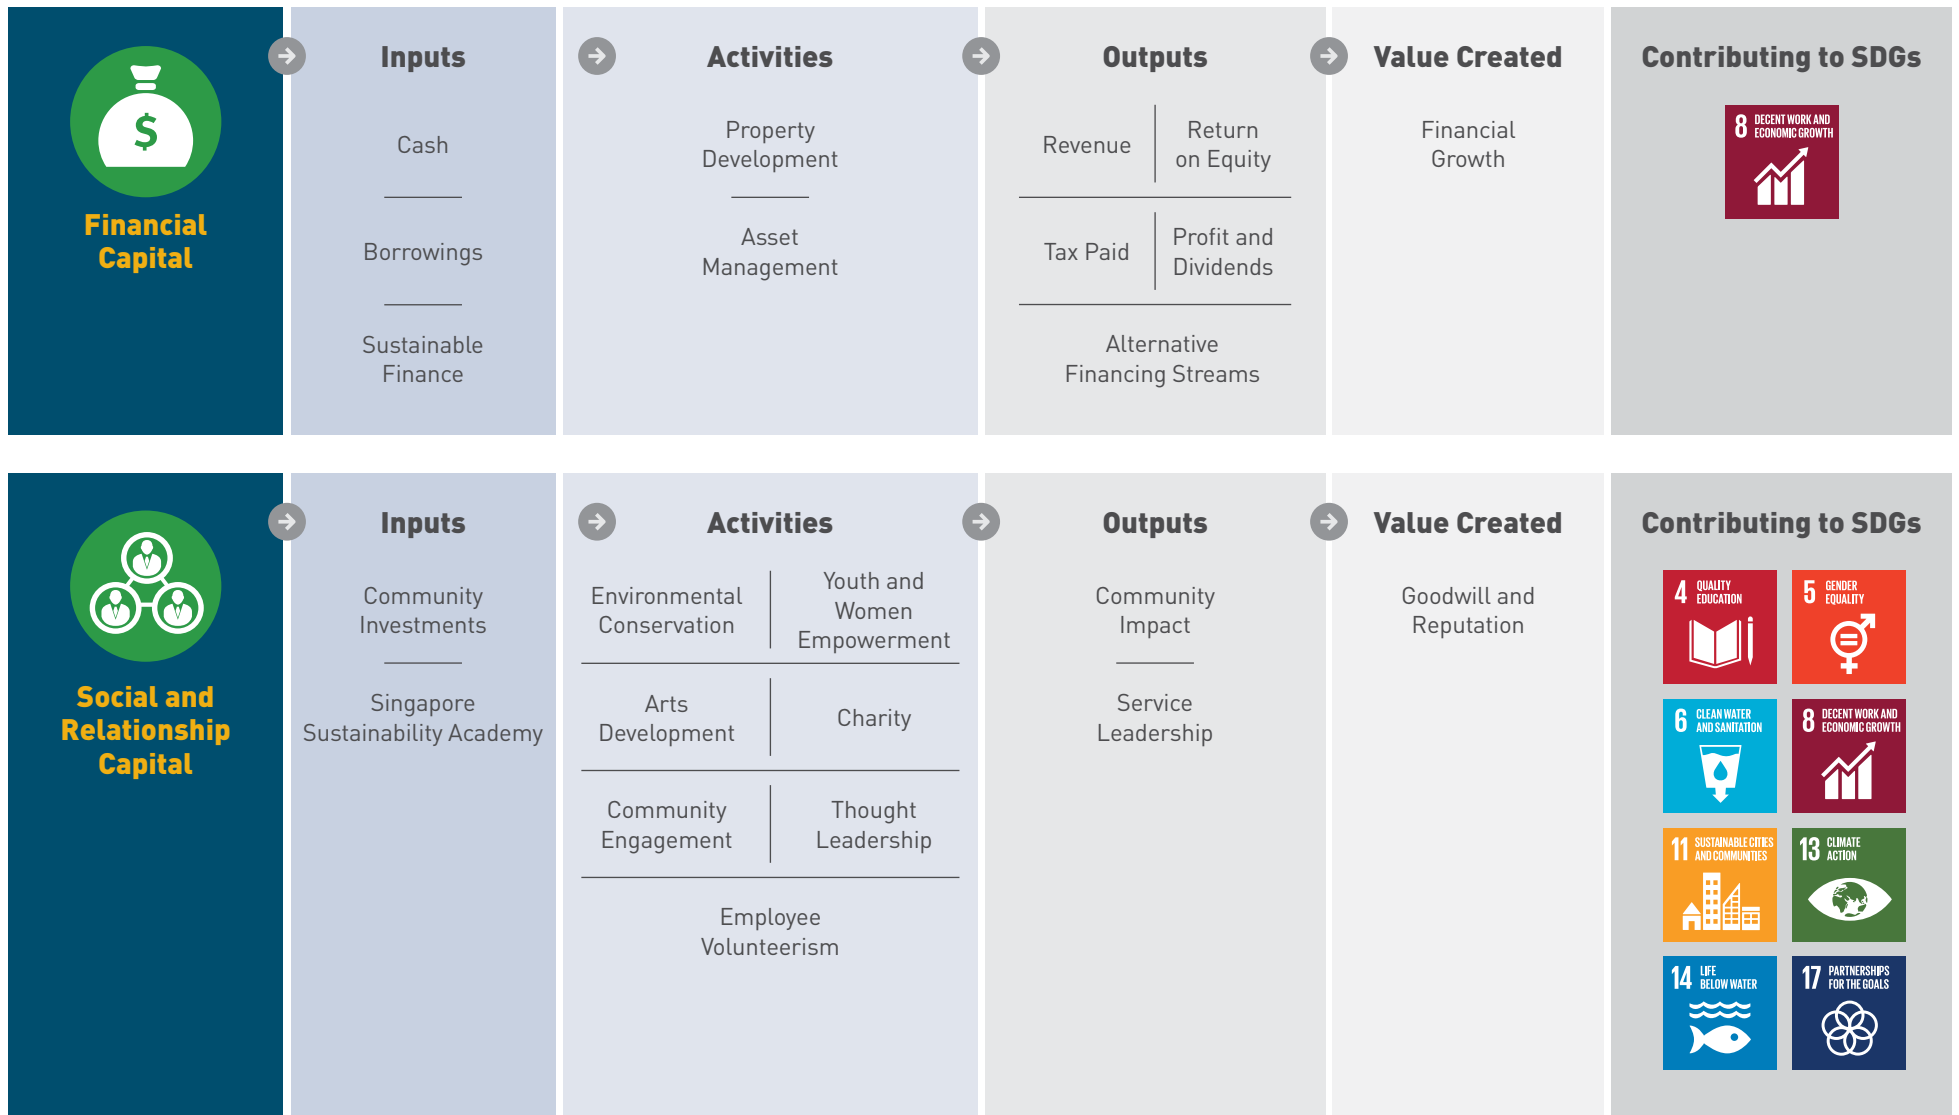 Financial
Capital
Inputs
Cash
Borrowings
Sustainable
Finance
Activities
Property
Development
Asset
Management
Outputs
Revenue
Return
on Equity
Tax Paid
Profit and
Dividends
Alternative
Financing Streams
Value Created
Financial
Growth
Contributing to SDGs
8 DECENT WORK AND
ECONOMIC GROWTH
$
Social and
Relationship
Capital
Inputs
Community
Investments
Singapore
Sustainability Academy
Activities
Environmental
Conservation
Youth and
Women
Empowerment
Arts
Development
Charity
Community
Engagement
Thought
Leadership
Employee
Volunteerism
Outputs
Community
Impact
Service
Leadership
Value Created
Goodwill and
Reputation
Contributing to SDGs
4 QUALITY
EDUCATION
5 GENDER
EQUALITY
6 CLEAN WATER
AND SANITATION
8 DECENT WORK AND
ECONOMIC GROWTH
11 SUSTAINABLE CITIES
AND COMMUNITIES
13 CLIMATE
ACTION
14 LIFE
BELOW WATER
17 PARTNERSHIPS
FOR THE GOALS